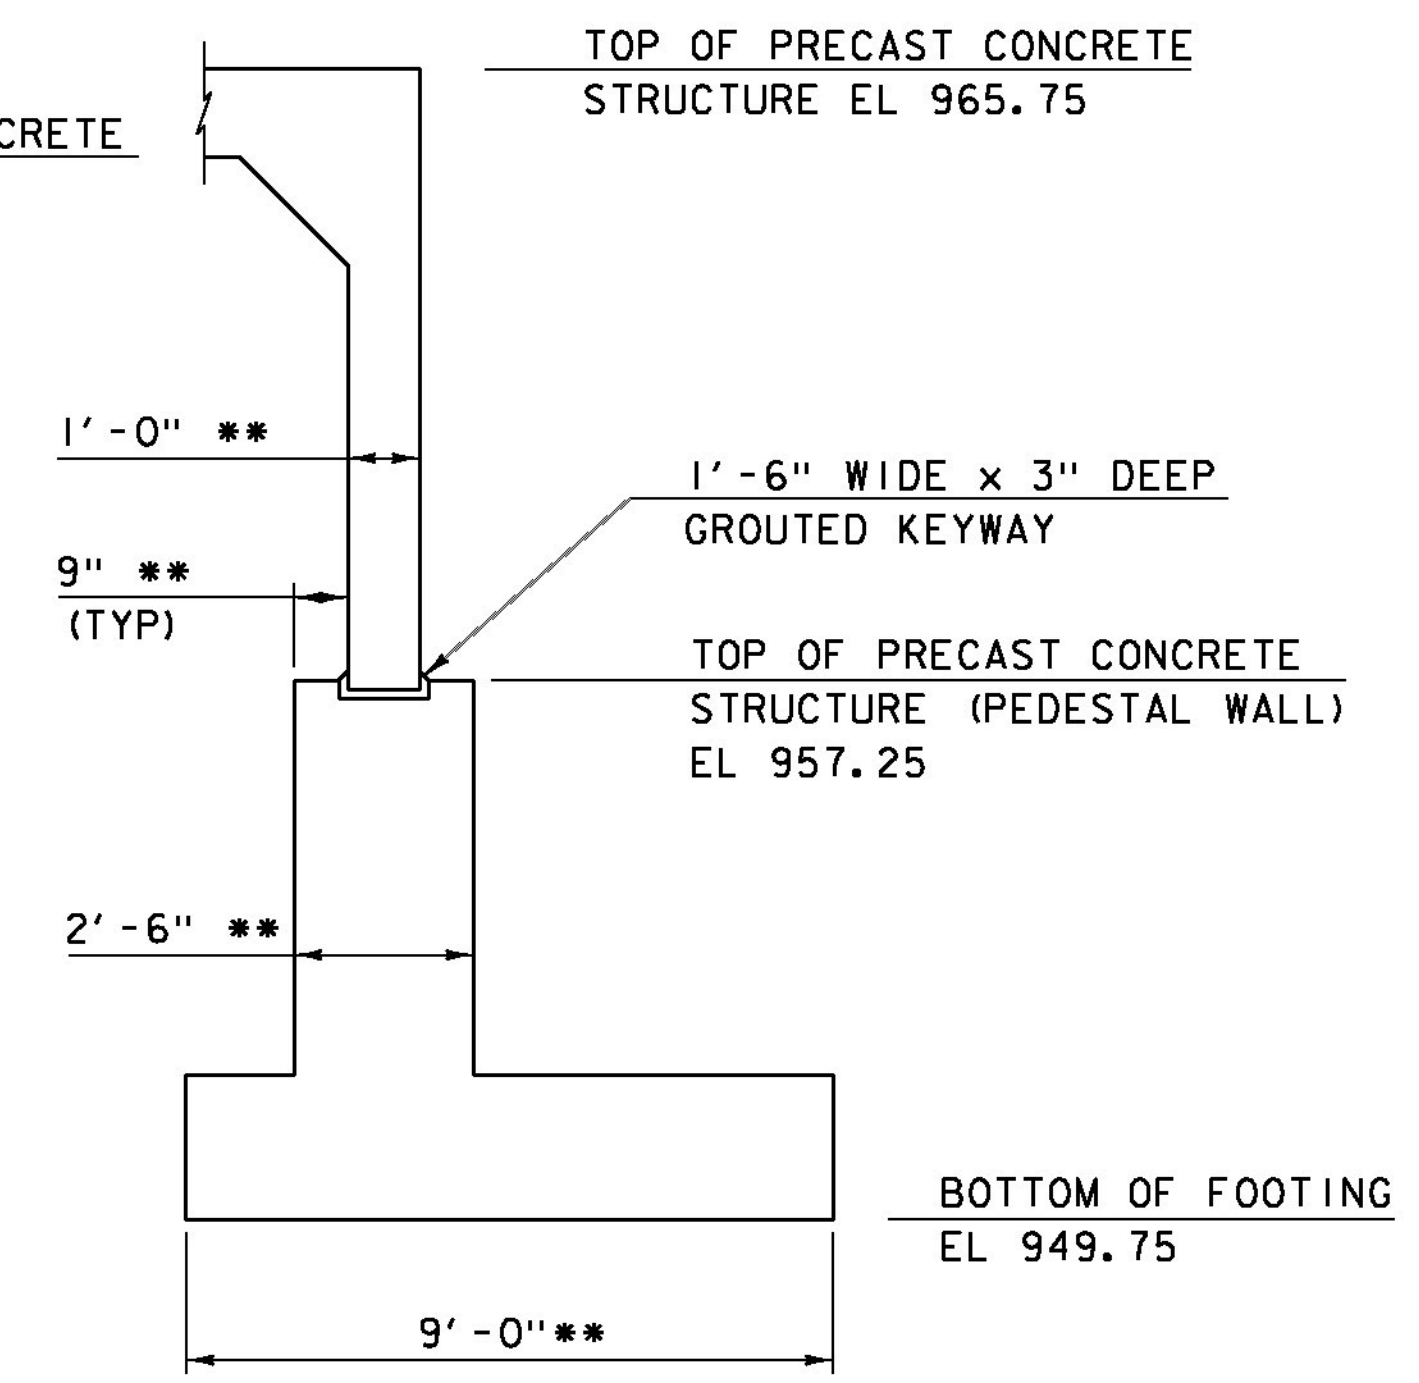 TOP OF PRECAST CONCRETE
STRUCTURE EL 965.75
CRETE
1'-0" **
1'-6" WIDE x 3" DEEP
GROUTED KEYWAY
9" **
(TYP)
TOP OF PRECAST CONCRETE
STRUCTURE (PEDESTAL WALL)
EL 957.25
2'-6" **
BOTTOM OF FOOTING
EL 949.75
9'-0"**